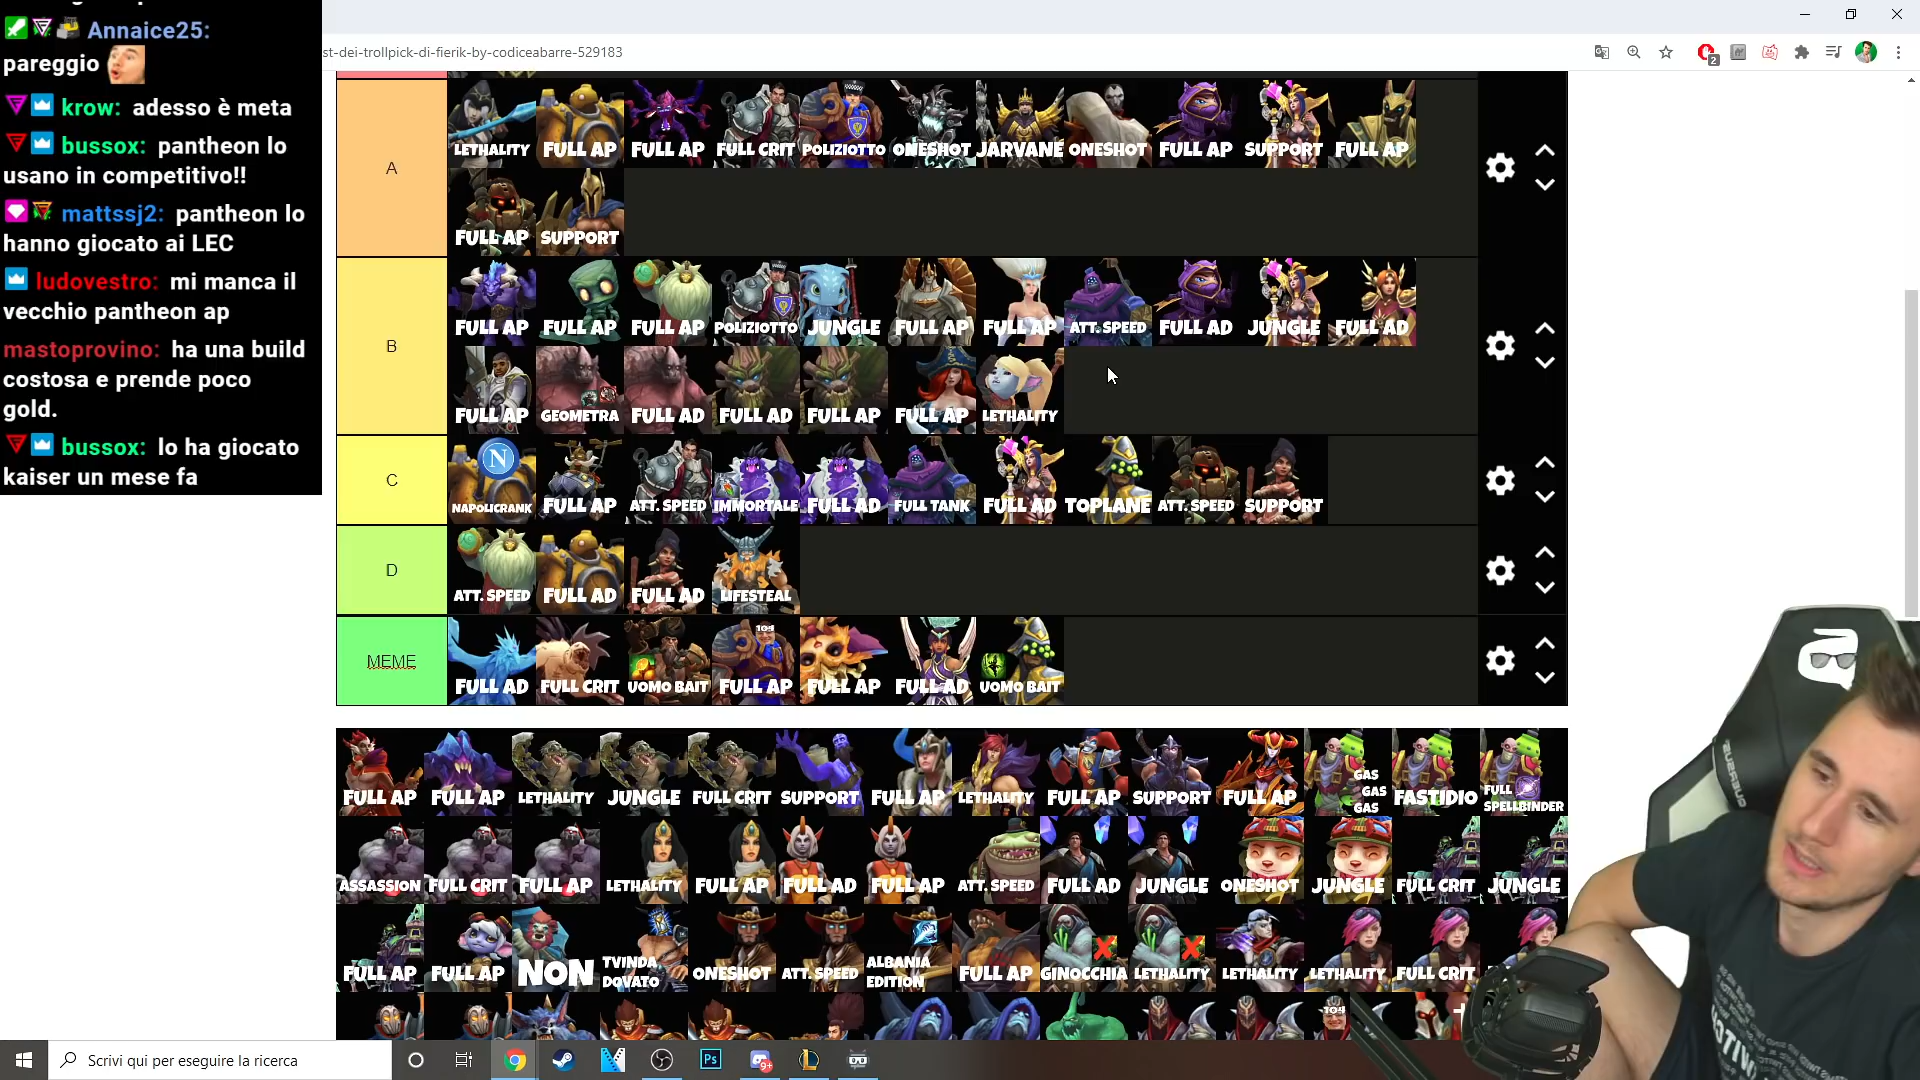 Annaice25:
pareggio
krow: adesso è meta
bussox: pantheon lo
usano in competitivo!!
mattssj2: pantheon lo
hanno giocato ai LEC
ludovestro: mi manca il
vecchio pantheon ap
mastoprovino: ha una build
costosa e prende poco
gold.
bussox: lo ha giocato
kaiser un mese fa
st-dei-trollpick-di-fierik-by-codiceabarre-529183
2
A
LETHALITY FULL AP FULL AP FULL CRIT POLIZIOTTO ONESHOT JARVANE ONESHOT FULL AP SUPPORT FULL AP
FULL AP SUPPORT
B
FULL AP FULL AP FULL AP POLIZIOTTO JUNGLE FULL AP FULL AP ATT. SPEED FULL AD JUNGLE FULL AD
FULL AP GEOMETRA FULL AD FULL AD FULL AP FULL AP LETHALITY
C
N
NAPOLICRANK FULL AP ATT. SPEED IMMORTALE FULL AD FULL TANK FULL AD TOPLANE ATT. SPEED SUPPORT
D
ATT. SPEED FULL AD FULL AD LIFESTEAL
MEME
104
FULL AD FULL CRIT UOMO BAIT FULL AP FULL AP FULL AD UOMO BAIT
FULL AP FULL AP LETHALITY JUNGLE FULL CRIT SUPPORT FULL AP LETHALITY FULL AP SUPPORT FULL AP GAS GAS GAS FASTIDIO FULL SPELLBINDER
ASSASSION FULL CRIT FULL AP LETHALITY FULL AP FULL AD FULL AP ATT. SPEED FULL AD JUNGLE ONESHOT JUNGLE FULL CRIT JUNGLE
FULL AP FULL AP NON TVINDA DOVATO ONESHOT ATT. SPEED ALBANIA EDITION FULL AP GINOCCHIA LETHALITY LETHALITY LETHALITY FULL CRIT
104
Scrivi qui per eseguire la ricerca
Ps
9+